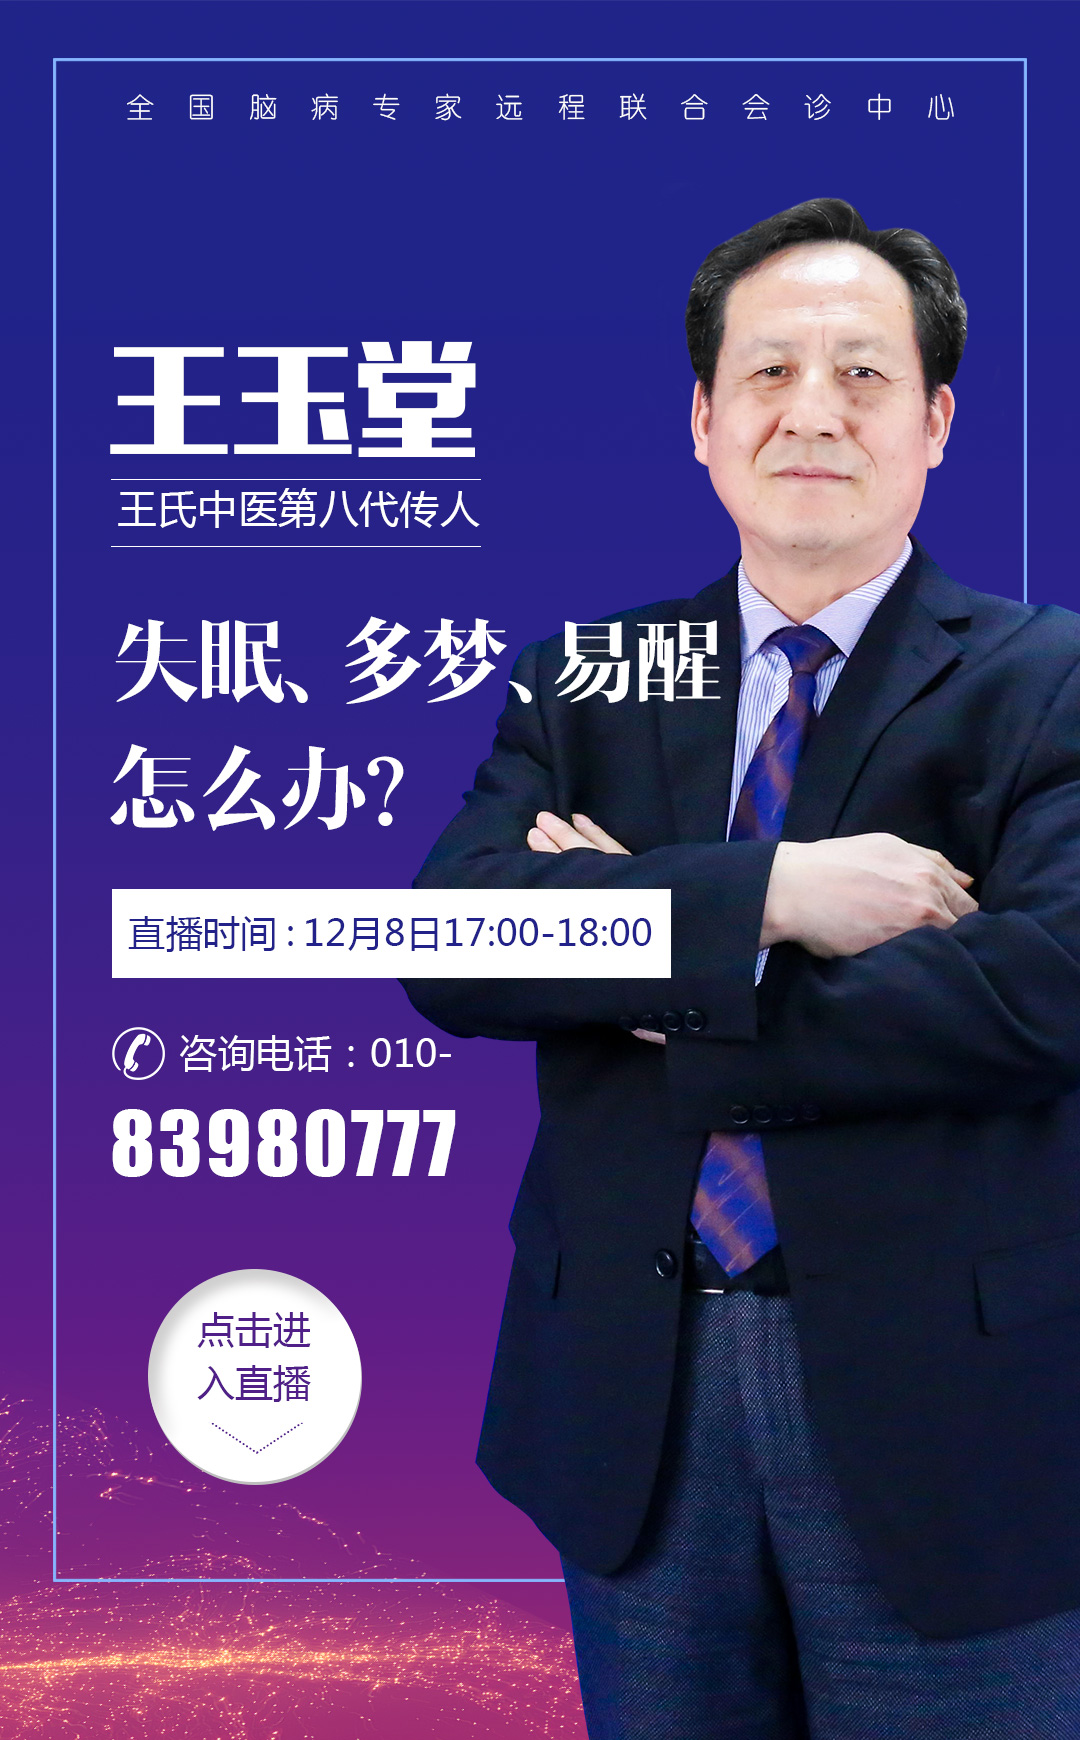 全国脑病专家远程联合会诊中心
王玉堂
王氏中医第八代传人
失眠、多梦、易醒
怎么办?
直播时间:12月8日17:00-18:00
咨询电话:010-
83980777
点击进
入直播